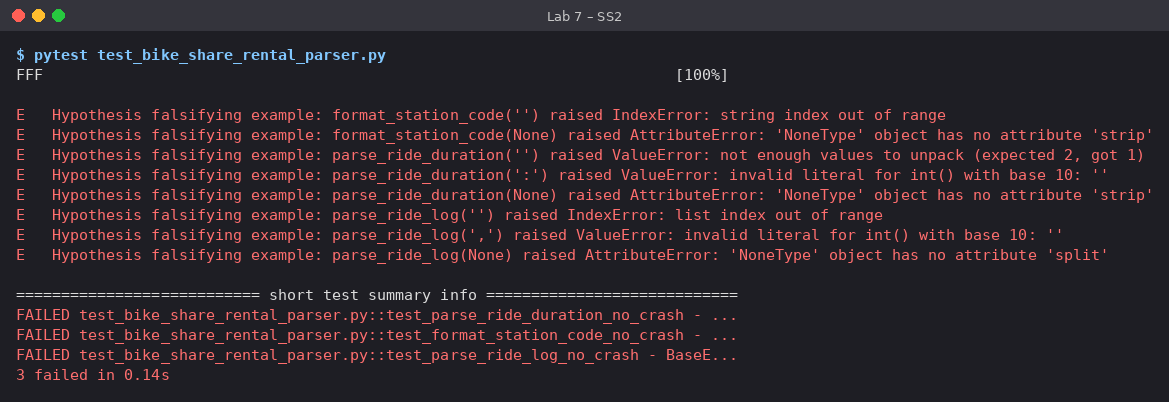 Lab 7 – SS2
$ pytest test_bike_share_rental_parser.py
FFF [100%]
E   Hypothesis falsifying example: format_station_code('') raised IndexError: string index out of range
E   Hypothesis falsifying example: format_station_code(None) raised AttributeError: 'NoneType' object has no attribute 'strip'
E   Hypothesis falsifying example: parse_ride_duration('') raised ValueError: not enough values to unpack (expected 2, got 1)
E   Hypothesis falsifying example: parse_ride_duration(':') raised ValueError: invalid literal for int() with base 10: ''
E   Hypothesis falsifying example: parse_ride_duration(None) raised AttributeError: 'NoneType' object has no attribute 'strip'
E   Hypothesis falsifying example: parse_ride_log('') raised IndexError: list index out of range
E   Hypothesis falsifying example: parse_ride_log(',') raised ValueError: invalid literal for int() with base 10: ''
E   Hypothesis falsifying example: parse_ride_log(None) raised AttributeError: 'NoneType' object has no attribute 'split'
=========================== short test summary info ============================
FAILED test_bike_share_rental_parser.py::test_parse_ride_duration_no_crash - ...
FAILED test_bike_share_rental_parser.py::test_format_station_code_no_crash - ...
FAILED test_bike_share_rental_parser.py::test_parse_ride_log_no_crash - BaseE...
3 failed in 0.14s